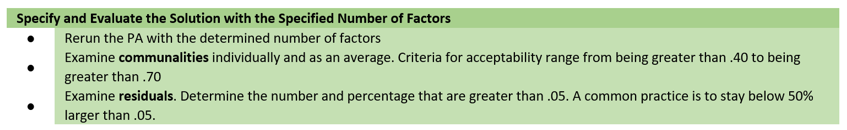 Specify and Evaluate the Solution with the Specified Number of Factors
● Rerun the PA with the determined number of factors
● Examine communalities individually and as an average. Criteria for acceptability range from being greater than .40 to being
greater than .70
● Examine residuals. Determine the number and percentage that are greater than .05. A common practice is to stay below 50%
larger than .05.